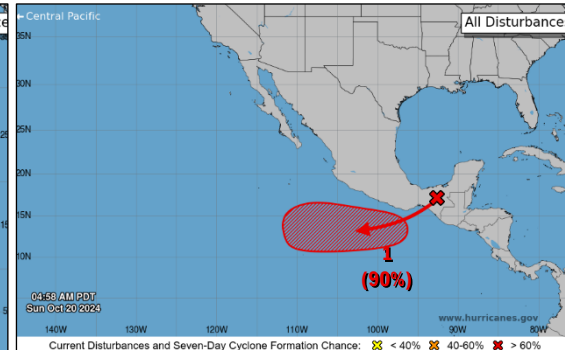 ← Central Pacific
All Disturbances
35N
30N
25N
20N
15N
10N
1
(90%)
04:58 AM PDT
Sun Oct 20 2024
www.hurricanes.gov
140W 130W 120W 110W 100W 90W 80W
Current Disturbances and Seven-Day Cyclone Formation Chance: < 40% 40-60% > 60%